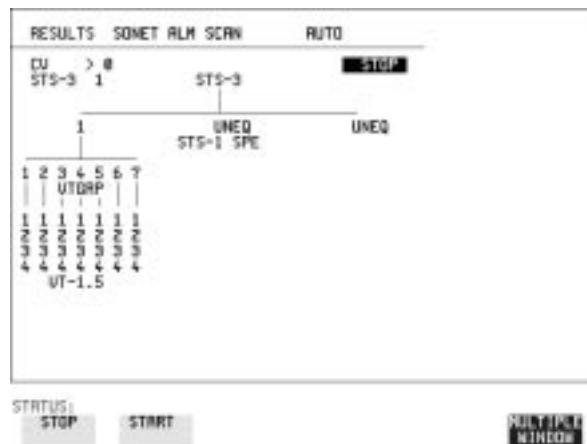 RESULTS SONET ALM SCAN AUTO
CV > 0 STOP
STS-3 1 STS-3
1 UNEQ UNEQ
STS-1 SPE
1 2 3 4 5 6 7
VTGRP
1 1 1 1 1 1 1
2 2 2 2 2 2 2
3 3 3 3 3 3 3
4 4 4 4 4 4 4
VT-1.5
STATUS:
STOP START MULTIPLE
WINDOW